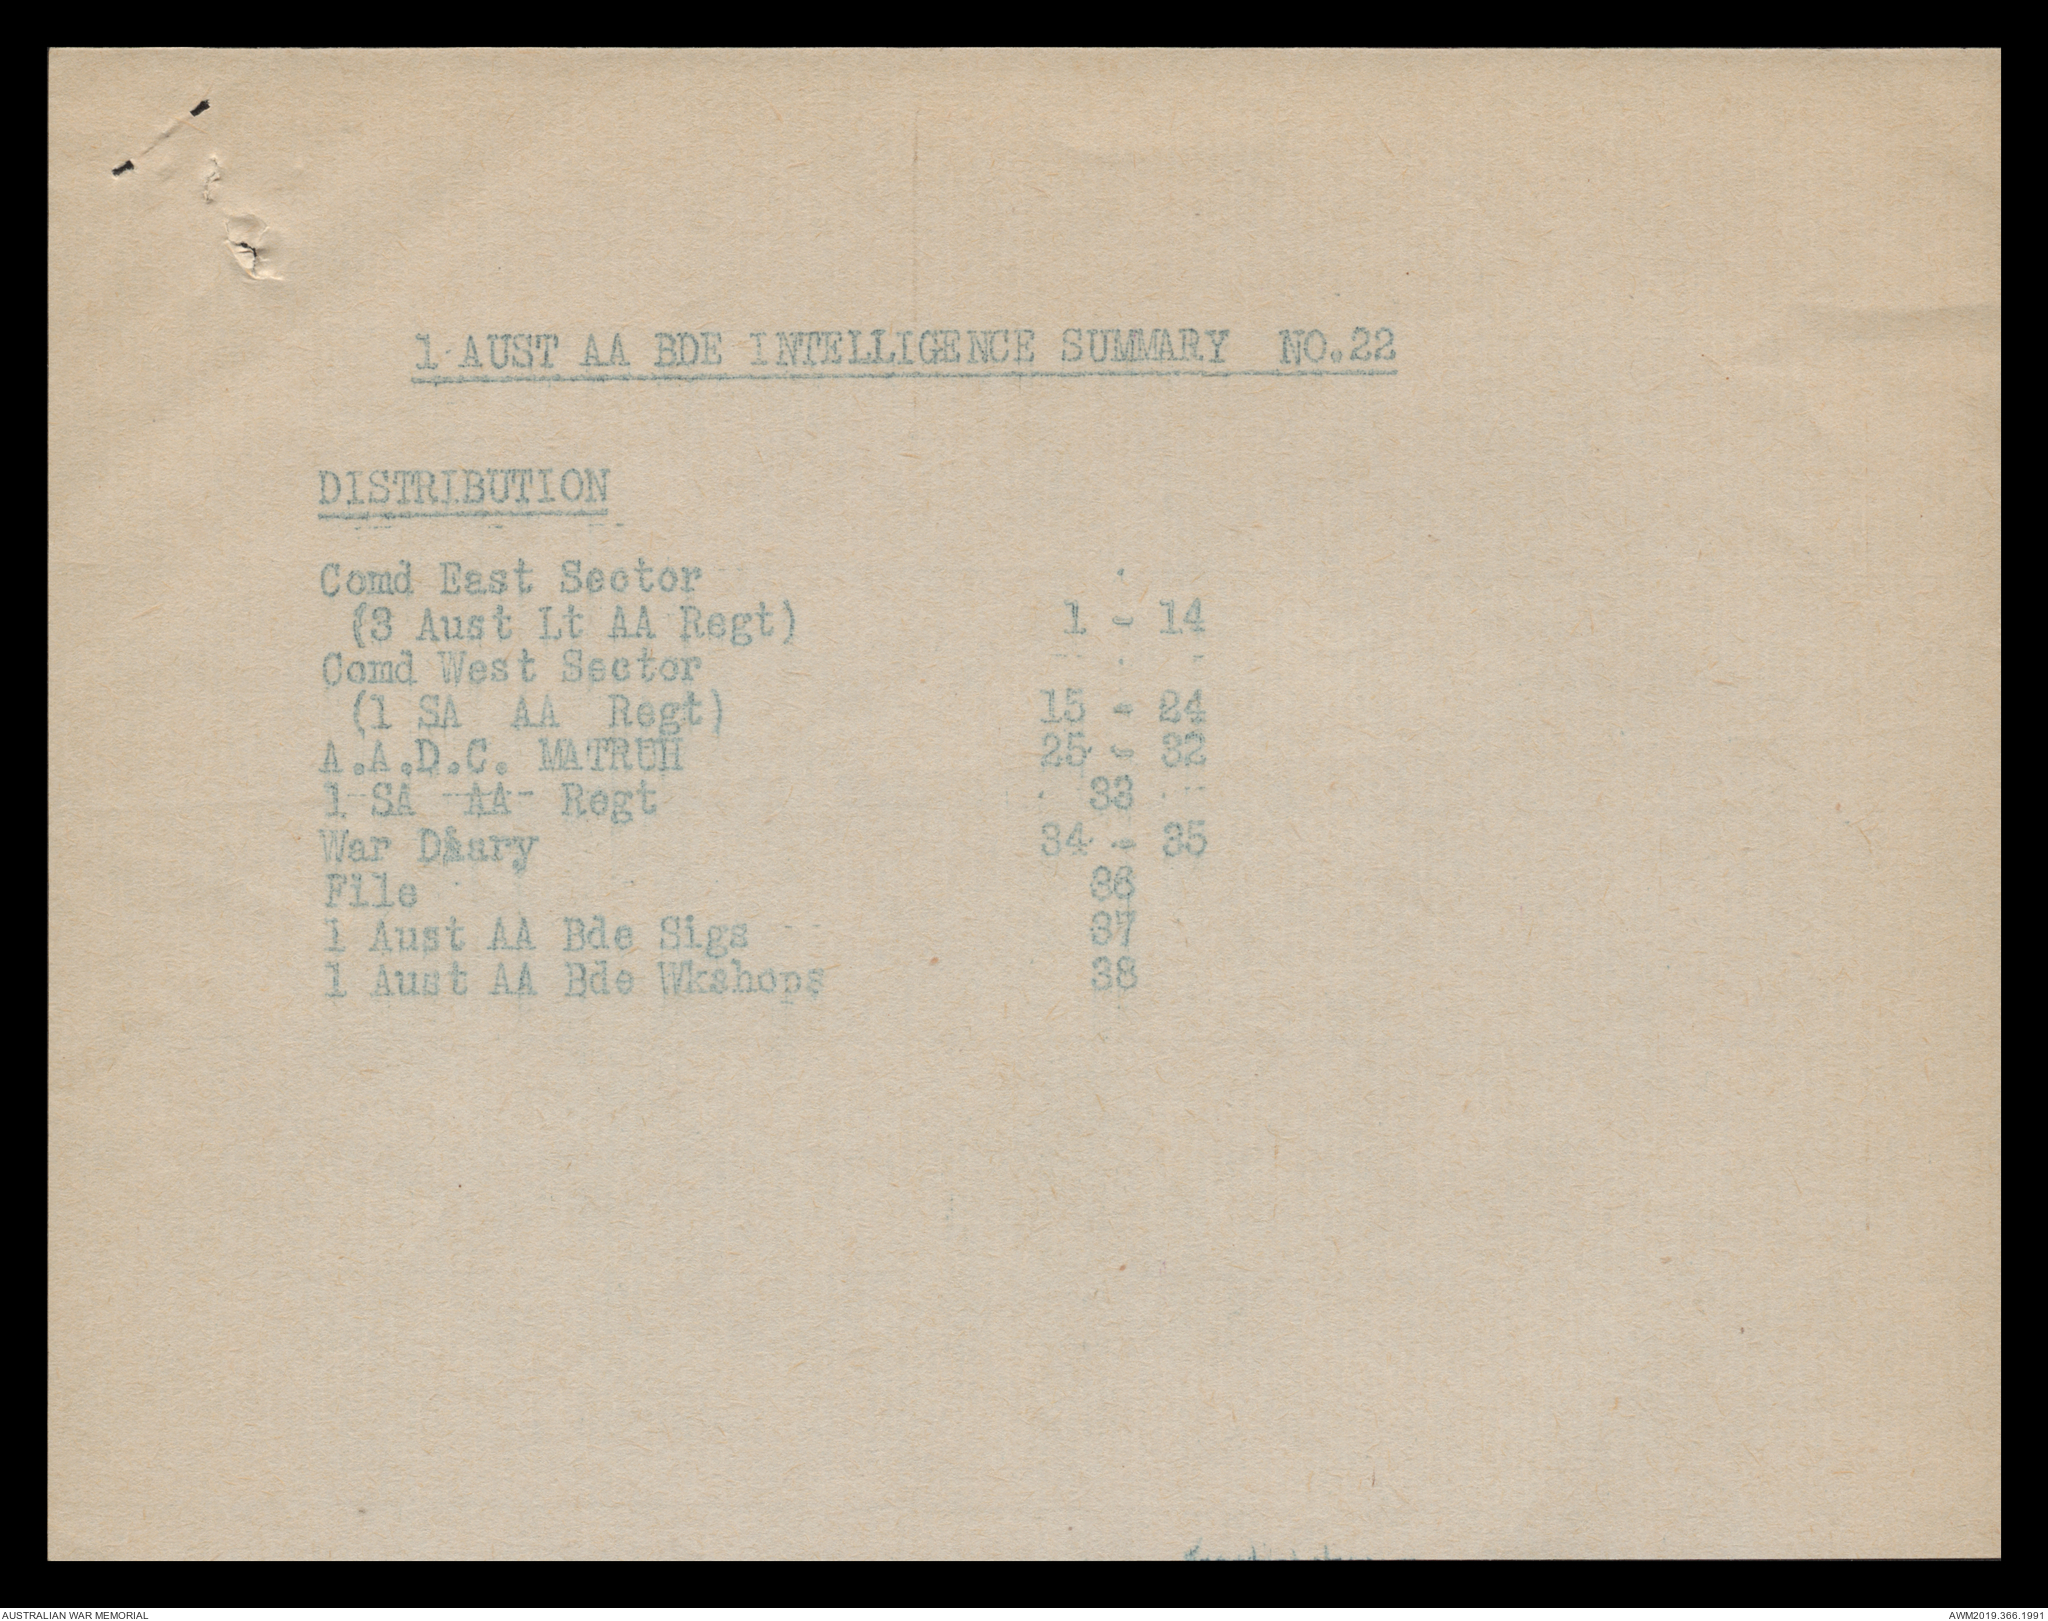 1 AUST AA BDE INTELLIGENCE SUMMARY NO.22
DISTRIBUTION
Comd East Sector
(3 Aust Lt AA Regt) 1 - 14
Comd West Sector
(1 SA AA Regt) 15 - 24
A.A.D.C. MATRUH 25 - 32
1 SA AA Regt 33
War Diary 34 - 35
File 36
1 Aust AA Bde Sigs 37
1 Aust AA Bde Wkshops 38
AUSTRALIAN WAR MEMORIAL
AWM2019.366.1991